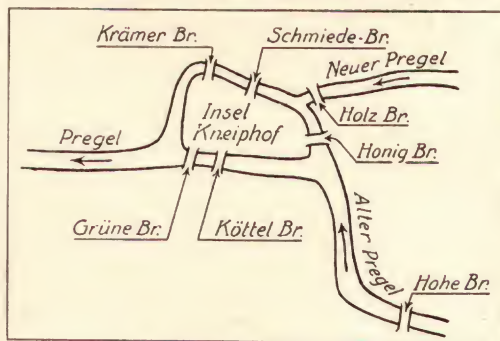 Krämer Br.
Schmiede-Br.
Neuer Pregel
Holz Br.
Insel
Kneiphof
Pregel
Honig Br.
Grüne Br.
Köttel Br.
Alter Pregel
Hohe Br.